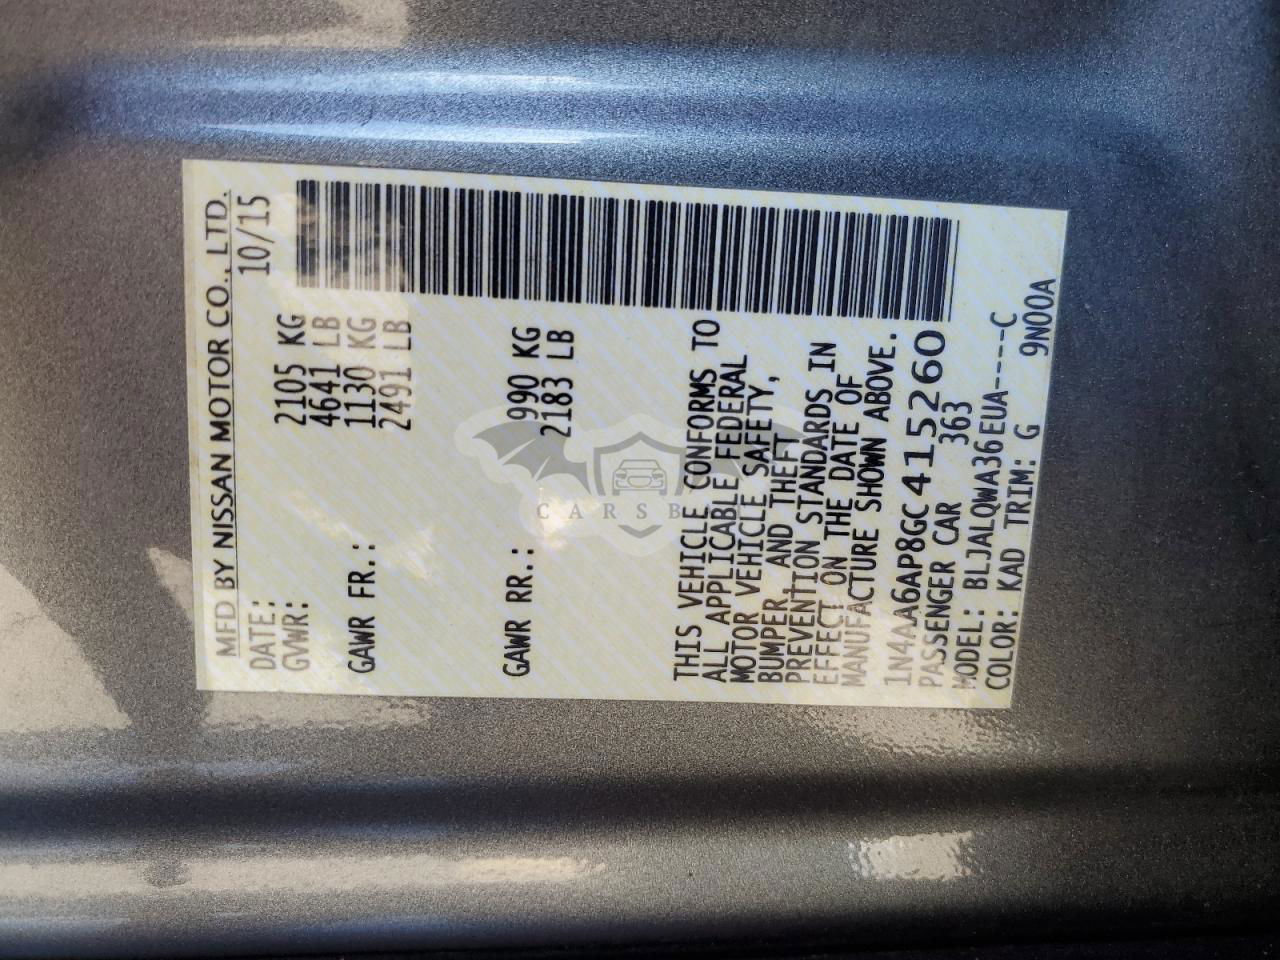 MFD BY NISSAN MOTOR CO., LTD.
DATE: 10/15
GVWR: 2105 KG
4641 LB
GAWR FR.: 1130 KG
2491 LB
GAWR RR.: 990 KG
2183 LB
THIS VEHICLE CONFORMS TO
ALL APPLICABLE FEDERAL
MOTOR VEHICLE SAFETY,
BUMPER, AND THEFT
PREVENTION STANDARDS IN
EFFECT ON THE DATE OF
MANUFACTURE SHOWN ABOVE.
1N4AA6AP8GC415260
PASSENGER CAR 363
MODEL: BLJALQWA36EUA----C
COLOR: KAD TRIM: G 9N00A